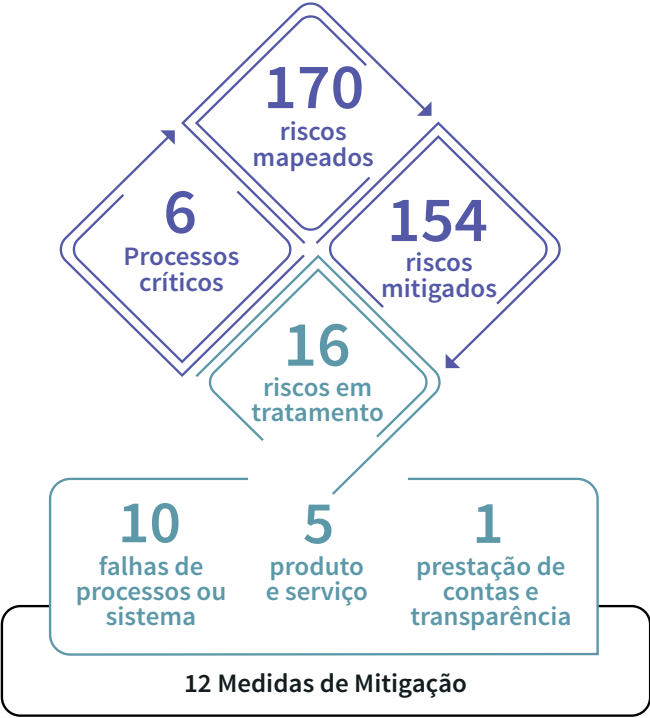 170
riscos
mapeados
6
Processos
críticos
154
riscos
mitigados
16
riscos em
tratamento
10
falhas de
processos ou
sistema
5
produto
e serviço
1
prestação de
contas e
transparência
12 Medidas de Mitigação